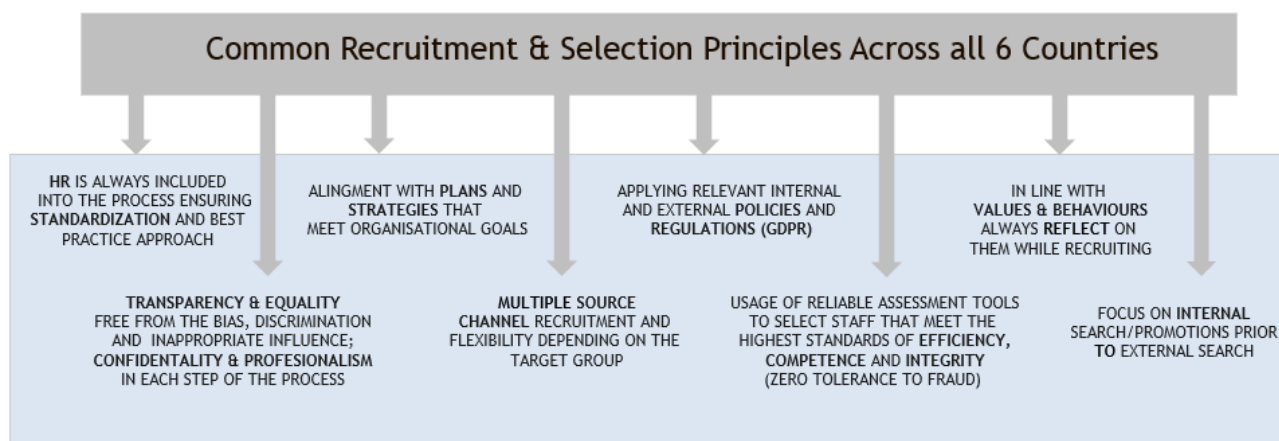 Common Recruitment & Selection Principles Across all 6 Countries
HR IS ALWAYS INCLUDED
INTO THE PROCESS ENSURING
STANDARDIZATION AND BEST
PRACTICE APPROACH
ALINGMENT WITH PLANS AND
STRATEGIES THAT
MEET ORGANISATIONAL GOALS
APPLYING RELEVANT INTERNAL
AND EXTERNAL POLICIES AND
REGULATIONS (GDPR)
IN LINE WITH
VALUES & BEHAVIOURS
ALWAYS REFLECT ON
THEM WHILE RECRUITING
TRANSPARENCY & EQUALITY
FREE FROM THE BIAS, DISCRIMINATION
AND INAPPROPRIATE INFLUENCE;
CONFIDENTALITY & PROFESIONALISM
IN EACH STEP OF THE PROCESS
MULTIPLE SOURCE
CHANNEL RECRUITMENT AND
FLEXIBILITY DEPENDING ON THE
TARGET GROUP
USAGE OF RELIABLE ASSESSMENT TOOLS
TO SELECT STAFF THAT MEET THE
HIGHEST STANDARDS OF EFFICIENCY,
COMPETENCE AND INTEGRITY
(ZERO TOLERANCE TO FRAUD)
FOCUS ON INTERNAL
SEARCH/PROMOTIONS PRIOR
TO EXTERNAL SEARCH